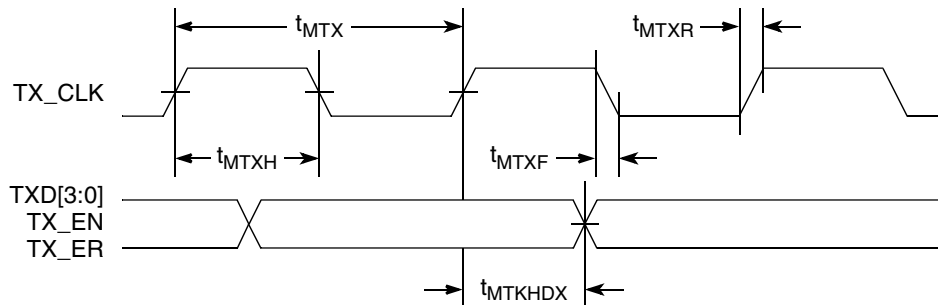 tMTX
tMTXR
TX_CLK
tMTXH
tMTXF
TXD[3:0]
TX_EN
TX_ER
tMTKHDX